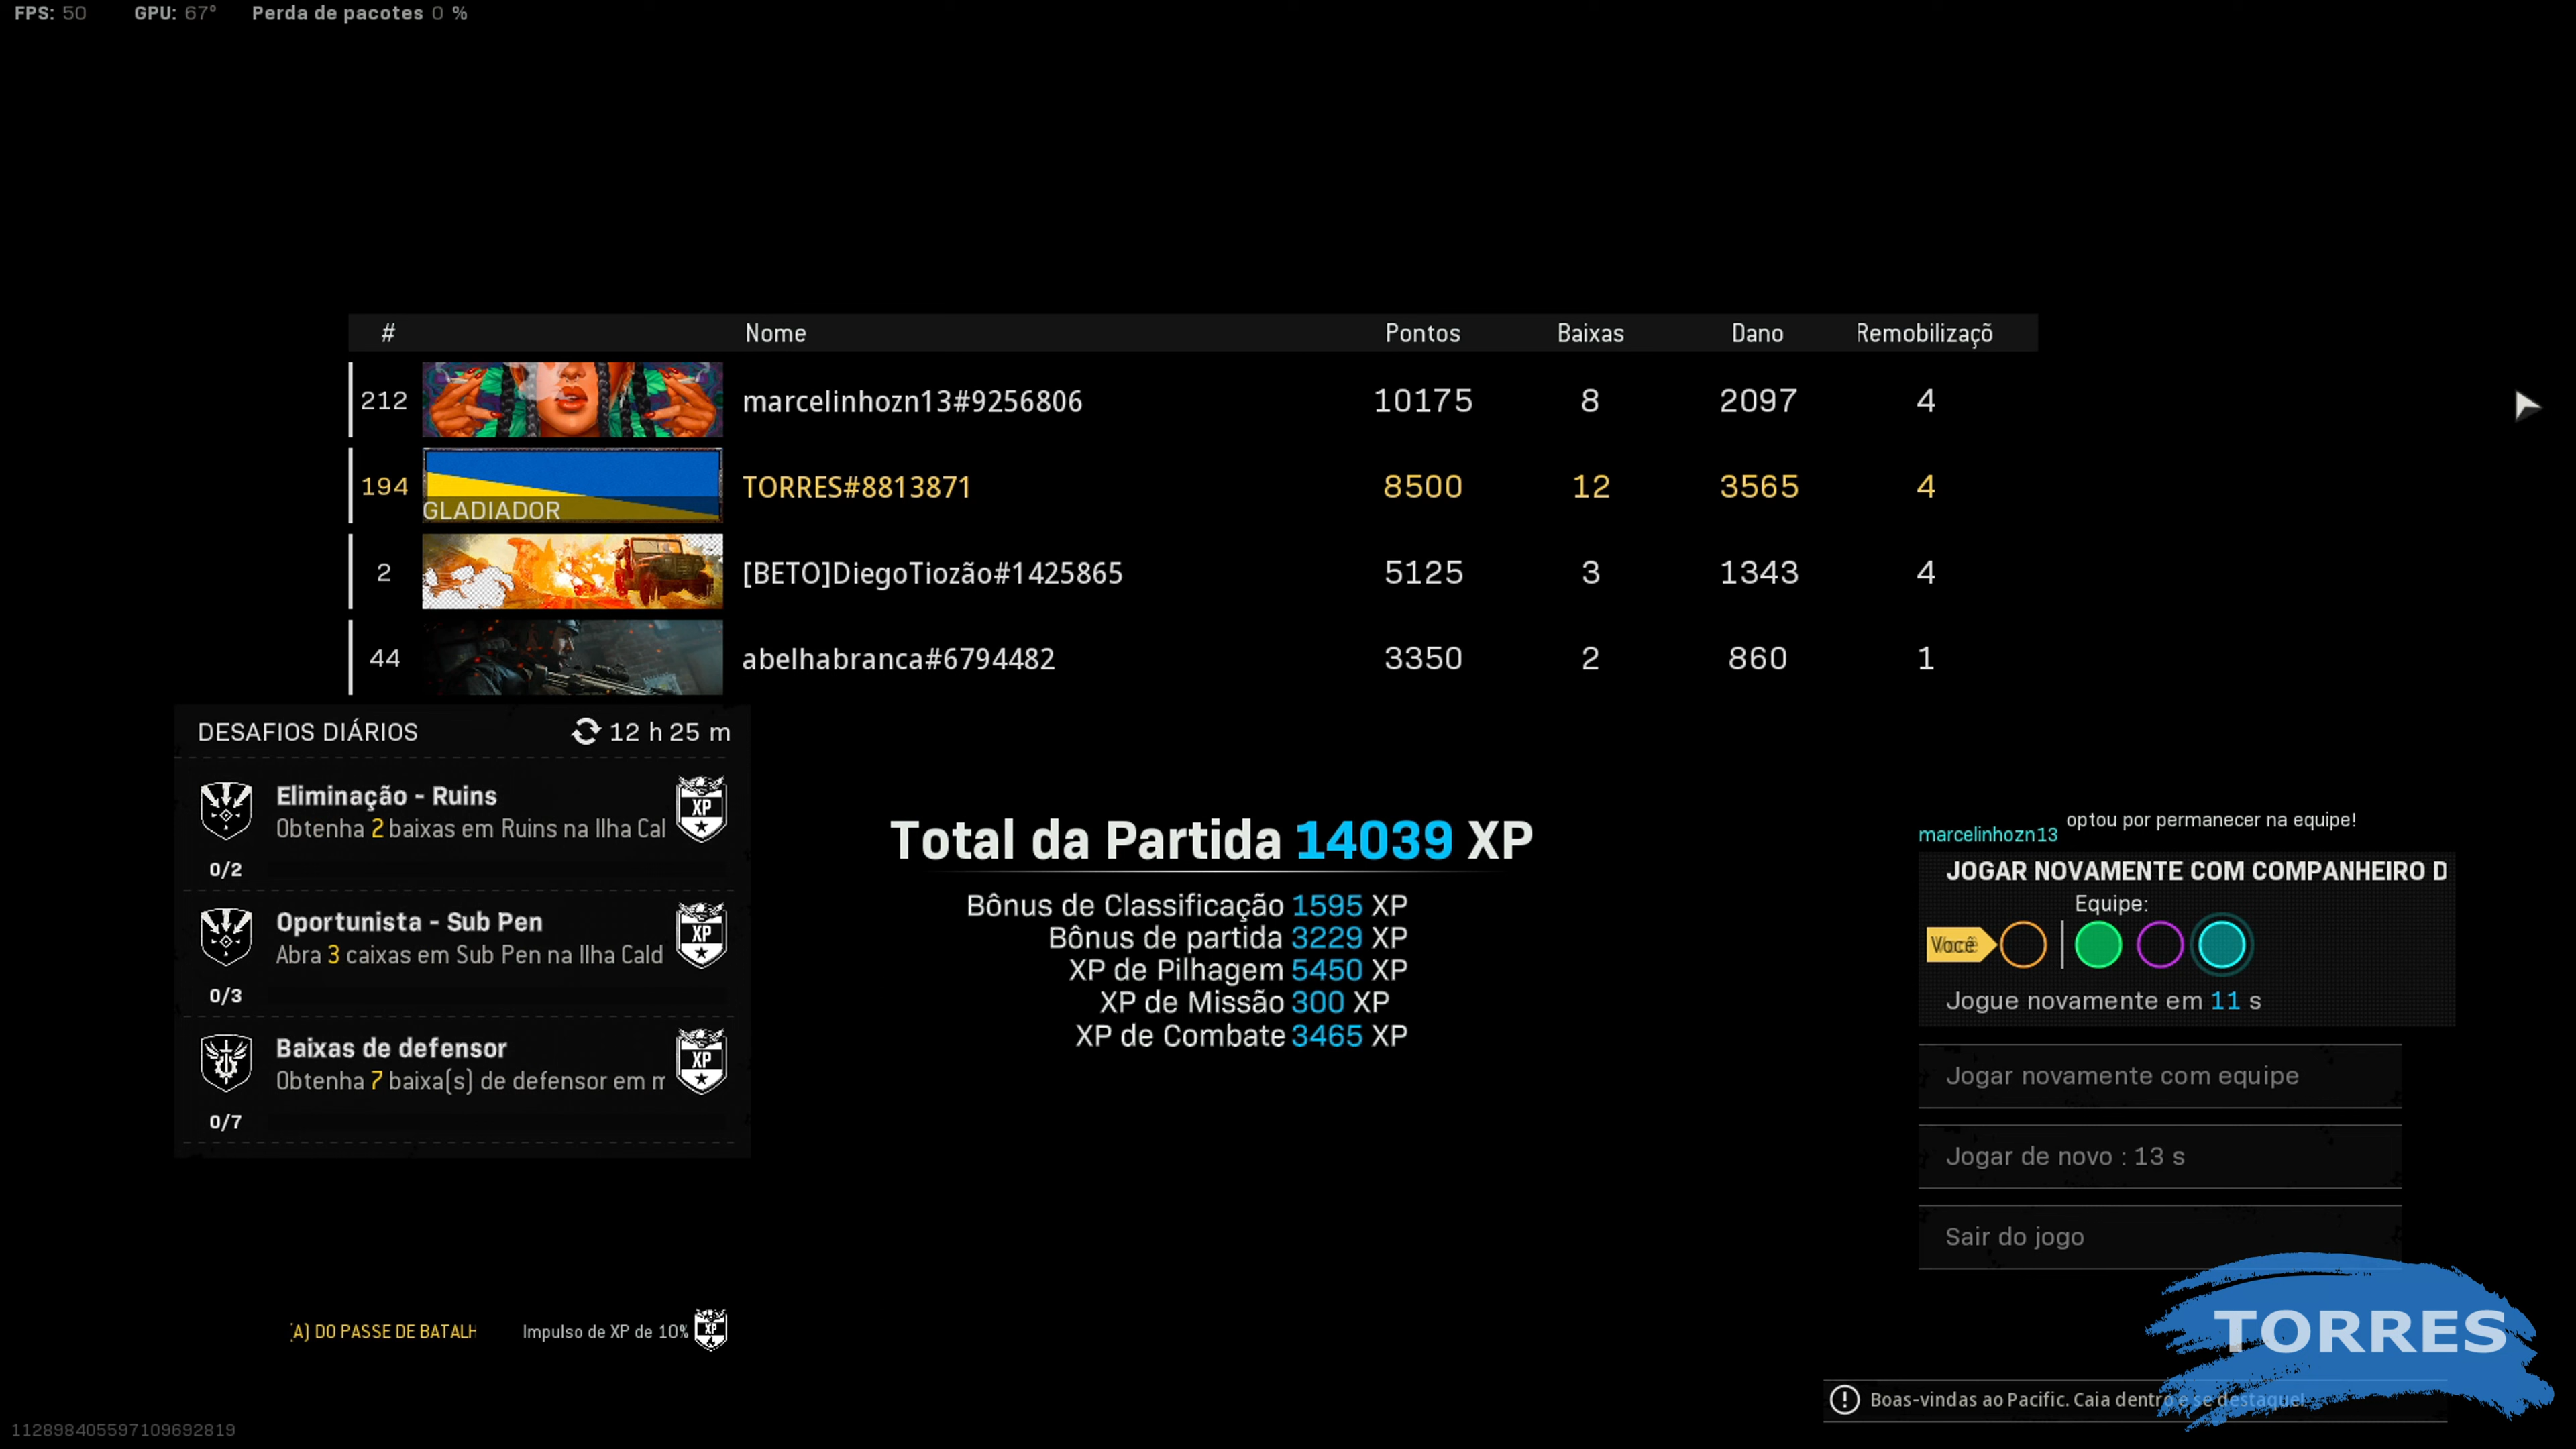 FPS: 50 GPU: 67° Perda de pacotes 0 %
# Nome Pontos Baixas Dano Remobilizaçõ
212 marcelinhozn13#9256806 10175 8 2097 4
194 GLADIADOR TORRES#8813871 8500 12 3565 4
2 [BETO]DiegoTiozão#1425865 5125 3 1343 4
44 abelhabranca#6794482 3350 2 860 1
DESAFIOS DIÁRIOS 12 h 25 m
Eliminação - Ruins
XP
Obtenha 2 baixas em Ruins na Ilha Cal
0/2
Oportunista - Sub Pen
XP
Abra 3 caixas em Sub Pen na Ilha Cald
0/3
Baixas de defensor
XP
Obtenha 7 baixa(s) de defensor em m
0/7
Total da Partida 14039 XP
Bônus de Classificação 1595 XP
Bônus de partida 3229 XP
XP de Pilhagem 5450 XP
XP de Missão 300 XP
XP de Combate 3465 XP
marcelinhozn13 optou por permanecer na equipe!
JOGAR NOVAMENTE COM COMPANHEIRO D
Equipe:
Você
Jogue novamente em 11 s
Jogar novamente com equipe
Jogar de novo : 13 s
Sair do jogo
A) DO PASSE DE BATALH Impulso de XP de 10% XP
TORRES
Boas-vindas ao Pacific. Caia dentro e se destaque!
112898405597109692819